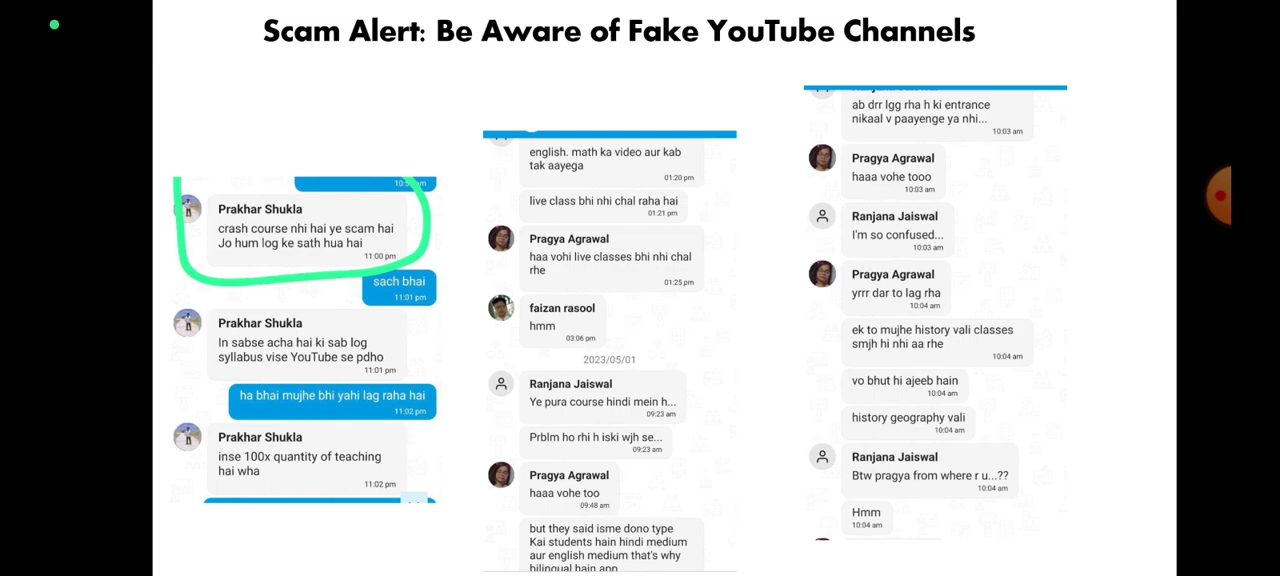 Scam Alert: Be Aware of Fake YouTube Channels
Prakhar Shukla
crash course nhi hai ye scam hai
Jo hum log ke sath hua hai
11:00 pm
sach bhai
11:01 pm
Prakhar Shukla
In sabse acha hai ki sab log
syllabus vise YouTube se pdho
11:01 pm
ha bhai mujhe bhi yahi lag raha hai
11:02 pm
Prakhar Shukla
inse 100x quantity of teaching
hai wha
11:02 pm
english. math ka video aur kab
tak aayega
01:20 pm
live class bhi nhi chal raha hai
01:21 pm
Pragya Agrawal
haa vohi live classes bhi nhi chal
rhe
01:25 pm
faizan rasool
hmm
03:06 pm
2023/05/01
Ranjana Jaiswal
Ye pura course hindi mein h...
09:23 am
Prblm ho rhi h iski wjh se...
09:23 am
Pragya Agrawal
haaa vohe too
09:48 am
but they said isme dono type
Kai students hain hindi medium
aur english medium that's why
bilingual hain app
Ranjana Jaiswal
ab drr lgg rha h ki entrance
nikaal v paayenge ya nhi...
10:03 am
Pragya Agrawal
haaa vohe tooo
10:03 am
Ranjana Jaiswal
I'm so confused...
10:03 am
Pragya Agrawal
yrrr dar to lag rha
10:04 am
ek to mujhe history vali classes
smjh hi nhi aa rhe
10:04 am
vo bhut hi ajeeb hain
10:04 am
history geography vali
10:04 am
Ranjana Jaiswal
Btw pragya from where r u...??
10:04 am
Hmm
10:04 am